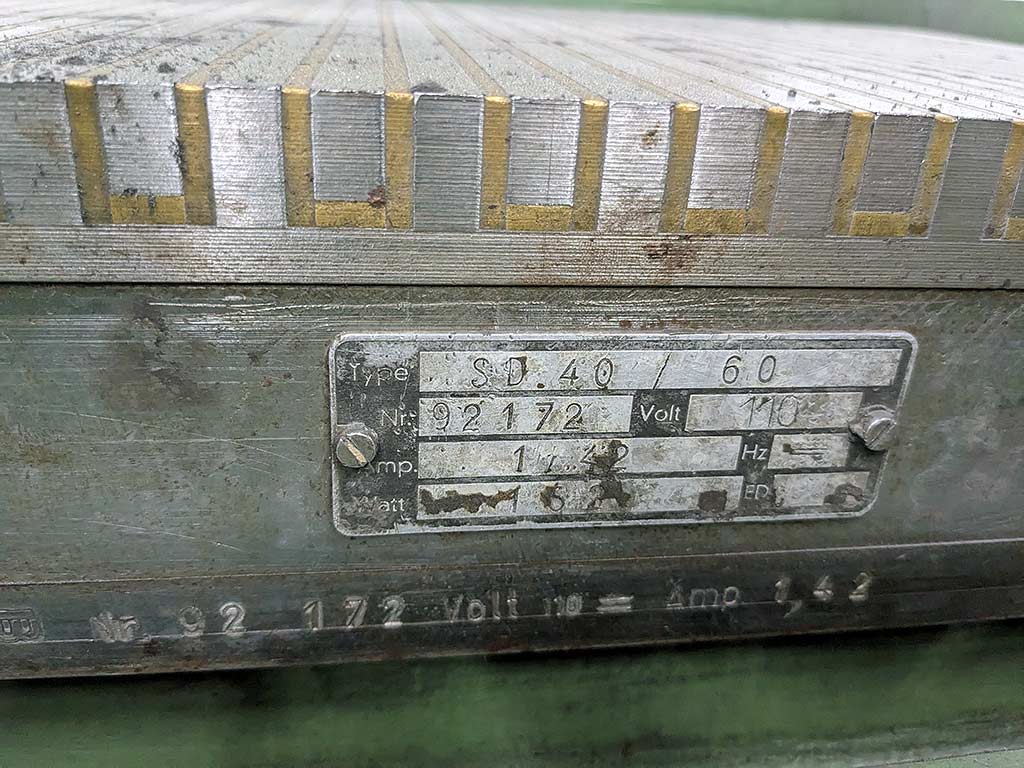 Type SD 40 / 60
Nr. 92172 Volt 110
Amp. 1,42 Hz =
Watt ED
Nr 92 172 Volt 110 = Amp 1,42